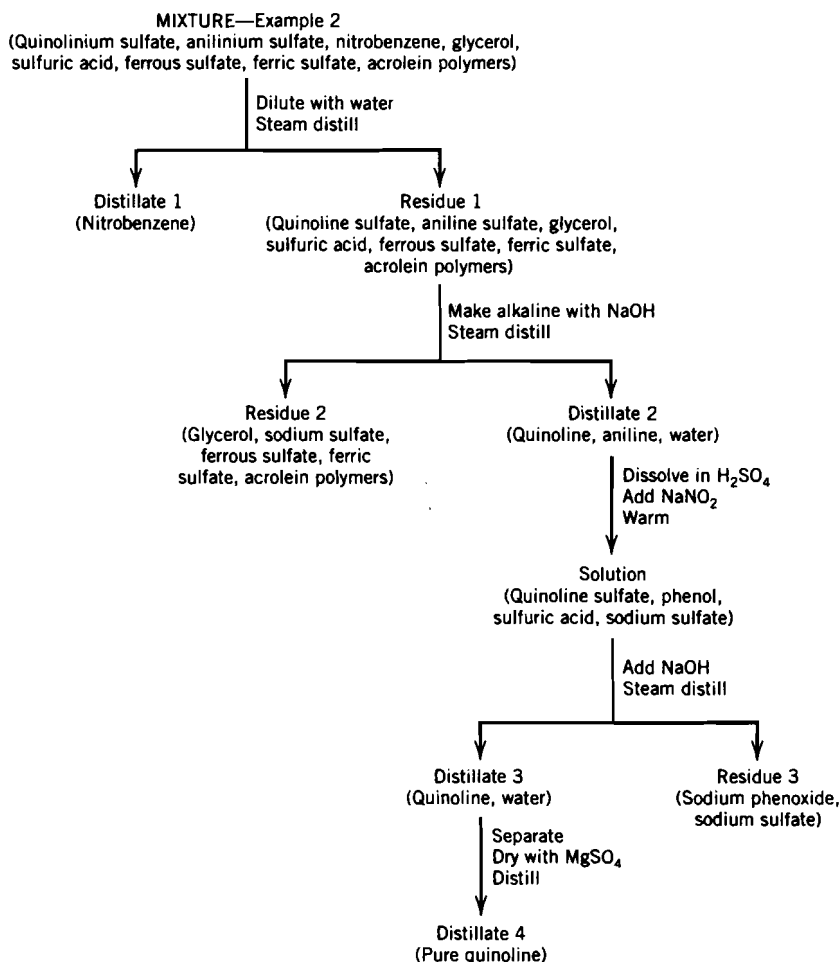 MIXTURE—Example 2
(Quinolinium sulfate, anilinium sulfate, nitrobenzene, glycerol,
sulfuric acid, ferrous sulfate, ferric sulfate, acrolein polymers)
Dilute with water
Steam distill
Distillate 1
(Nitrobenzene)
Residue 1
(Quinoline sulfate, aniline sulfate, glycerol,
sulfuric acid, ferrous sulfate, ferric sulfate,
acrolein polymers)
Make alkaline with NaOH
Steam distill
Residue 2
(Glycerol, sodium sulfate,
ferrous sulfate, ferric
sulfate, acrolein polymers)
Distillate 2
(Quinoline, aniline, water)
Dissolve in H₂SO₄
Add NaNO₂
Warm
Solution
(Quinoline sulfate, phenol,
sulfuric acid, sodium sulfate)
Add NaOH
Steam distill
Distillate 3
(Quinoline, water)
Residue 3
(Sodium phenoxide,
sodium sulfate)
Separate
Dry with MgSO₄
Distill
Distillate 4
(Pure quinoline)